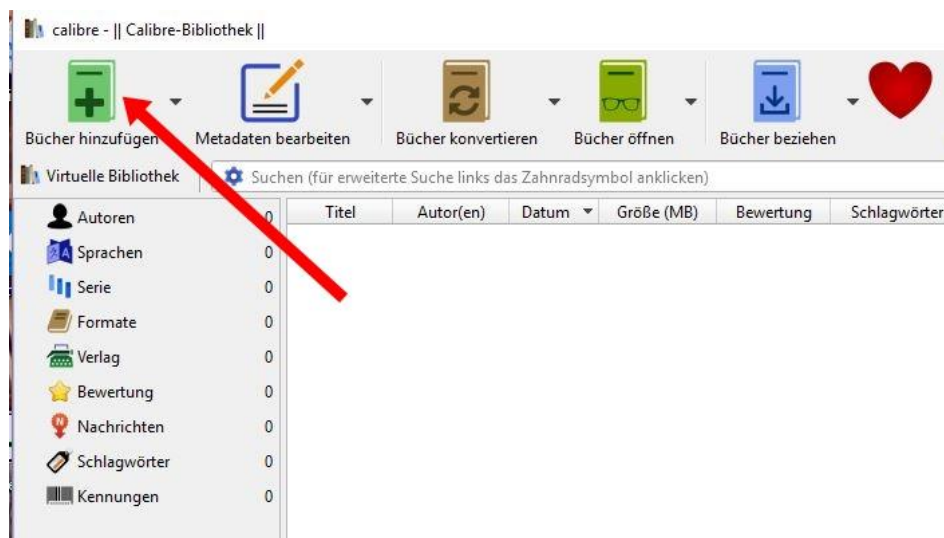 calibre - || Calibre-Bibliothek ||
Bücher hinzufügen Metadaten bearbeiten Bücher konvertieren Bücher öffnen Bücher beziehen
Virtuelle Bibliothek Suchen (für erweiterte Suche links das Zahnradsymbol anklicken)
Autoren 0 Titel Autor(en) Datum Größe (MB) Bewertung Schlagwörter
Sprachen 0
Serie 0
Formate 0
Verlag 0
Bewertung 0
Nachrichten 0
Schlagwörter 0
Kennungen 0